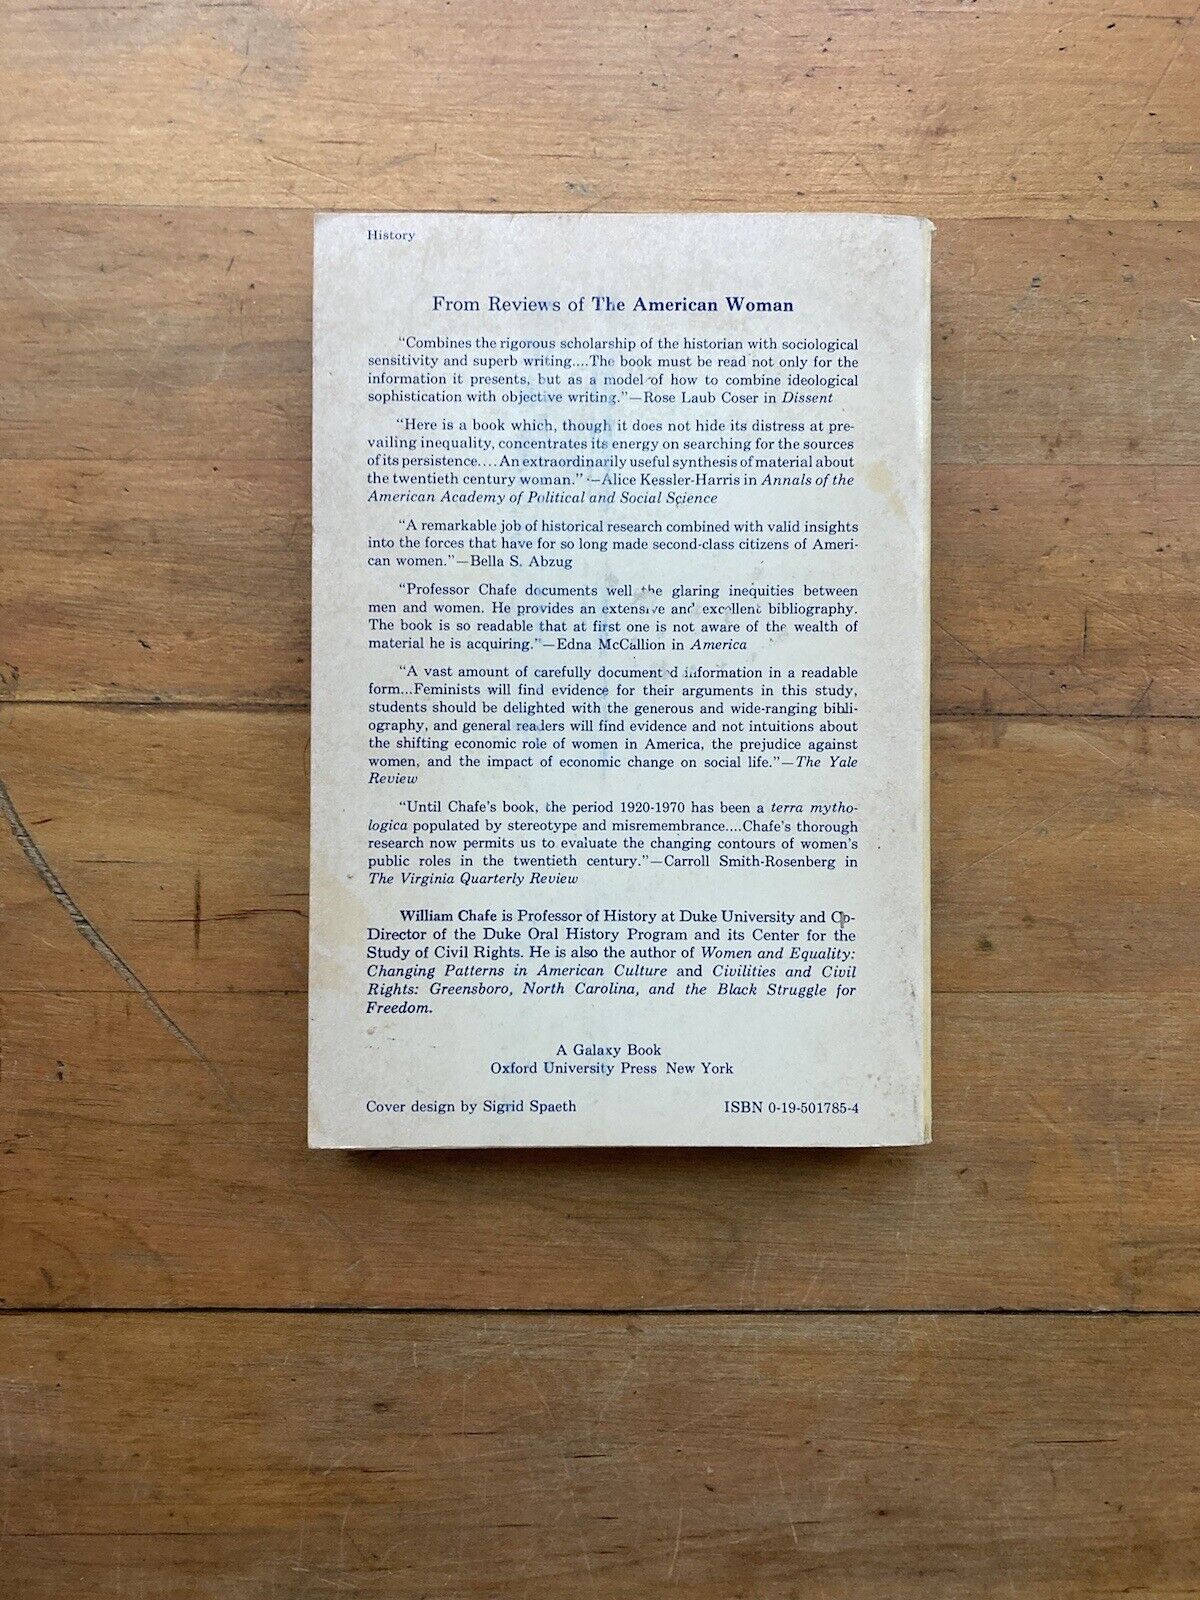 History
From Reviews of The American Woman
"Combines the rigorous scholarship of the historian with sociological
sensitivity and superb writing....The book must be read not only for the
information it presents, but as a model of how to combine ideological
sophistication with objective writing."—Rose Laub Coser in Dissent
"Here is a book which, though it does not hide its distress at pre-
vailing inequality, concentrates its energy on searching for the sources
of its persistence....An extraordinarily useful synthesis of material about
the twentieth century woman."—Alice Kessler-Harris in Annals of the
American Academy of Political and Social Science
"A remarkable job of historical research combined with valid insights
into the forces that have for so long made second-class citizens of Ameri-
can women."—Bella S. Abzug
"Professor Chafe documents well the glaring inequities between
men and women. He provides an extensive and excellent bibliography.
The book is so readable that at first one is not aware of the wealth of
material he is acquiring."—Edna McCallion in America
"A vast amount of carefully documented information in a readable
form...Feminists will find evidence for their arguments in this study,
students should be delighted with the generous and wide-ranging bibli-
ography, and general readers will find evidence and not intuitions about
the shifting economic role of women in America, the prejudice against
women, and the impact of economic change on social life."—The Yale
Review
"Until Chafe's book, the period 1920-1970 has been a terra mytho-
logica populated by stereotype and misremembrance....Chafe's thorough
research now permits us to evaluate the changing contours of women's
public roles in the twentieth century."—Carroll Smith-Rosenberg in
The Virginia Quarterly Review
William Chafe is Professor of History at Duke University and Co-
Director of the Duke Oral History Program and its Center for the
Study of Civil Rights. He is also the author of Women and Equality:
Changing Patterns in American Culture and Civilities and Civil
Rights: Greensboro, North Carolina, and the Black Struggle for
Freedom.
A Galaxy Book
Oxford University Press New York
Cover design by Sigrid Spaeth ISBN 0-19-501785-4